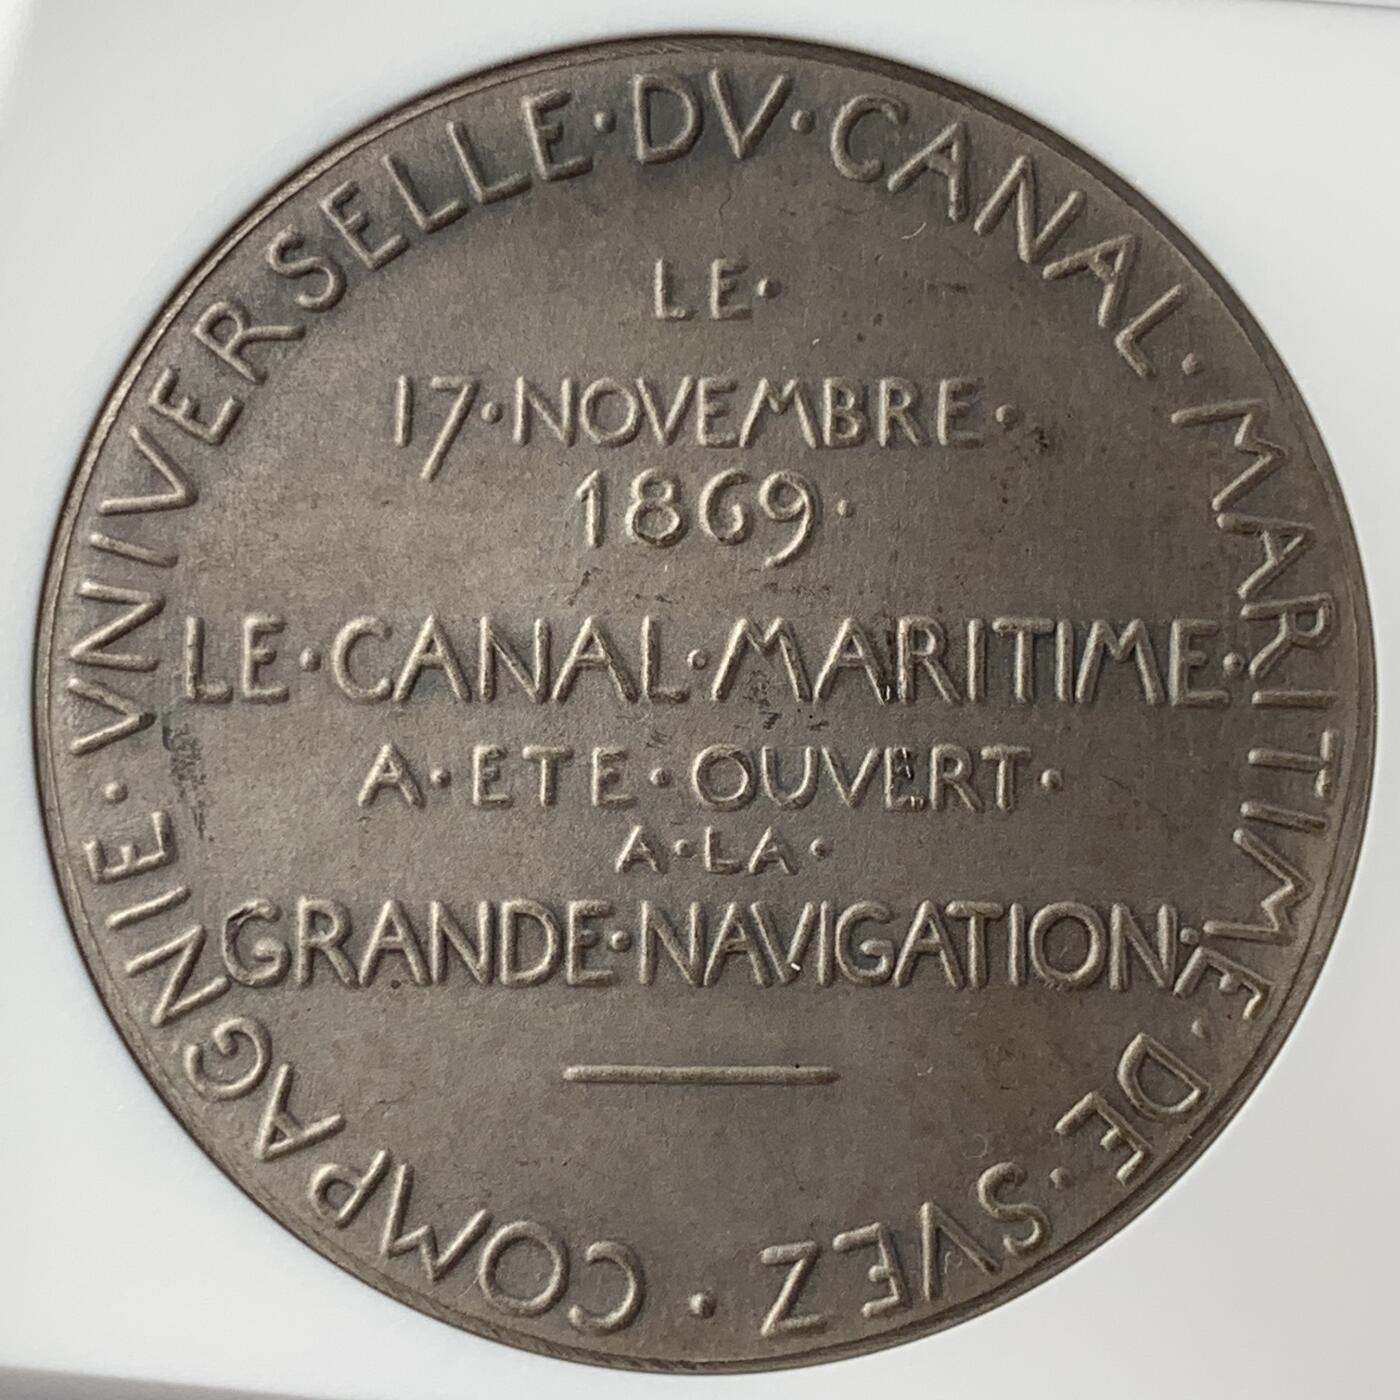 COMPAGNIE · VNIVERSELLE · DV · CANAL · MARITIME · DE · SVEZ ·
LE ·
17 · NOVEMBRE ·
1869 ·
LE · CANAL · MARITIME ·
A · ETE · OUVERT ·
A · LA ·
GRANDE · NAVIGATION ·